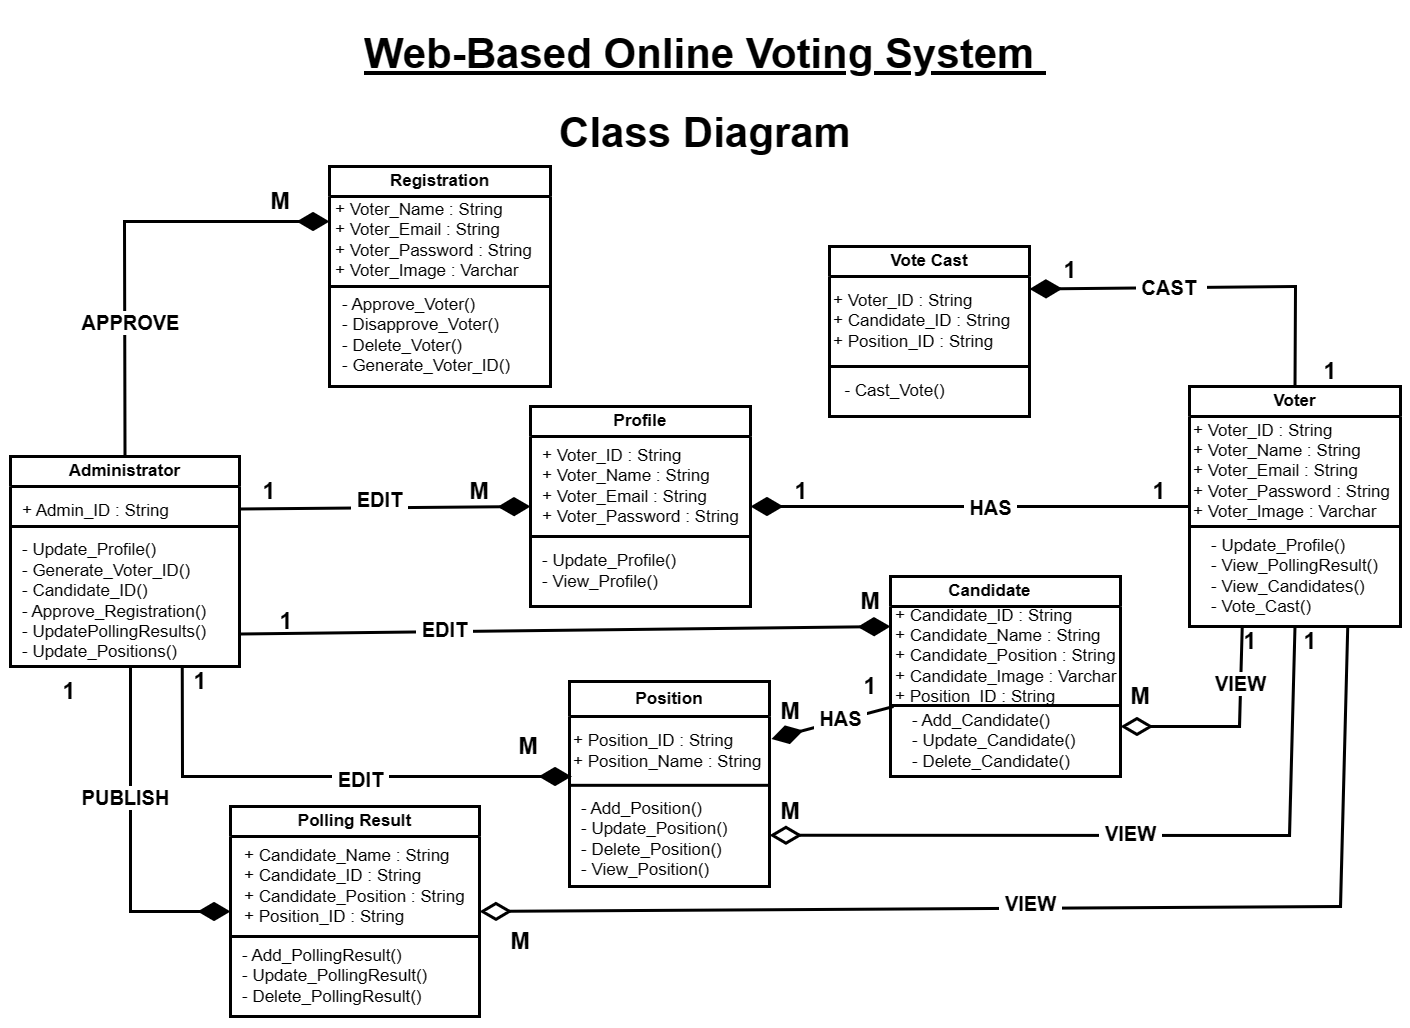 Web-Based Online Voting System
Class Diagram
Registration
+ Voter_Name : String
+ Voter_Email : String
+ Voter_Password : String
+ Voter_Image : Varchar
- Approve_Voter()
- Disapprove_Voter()
- Delete_Voter()
- Generate_Voter_ID()
M
APPROVE
Vote Cast
+ Voter_ID : String
+ Candidate_ID : String
+ Position_ID : String
- Cast_Vote()
1
CAST
1
Voter
+ Voter_ID : String
+ Voter_Name : String
+ Voter_Email : String
+ Voter_Password : String
+ Voter_Image : Varchar
- Update_Profile()
- View_PollingResult()
- View_Candidates()
- Vote_Cast()
Profile
+ Voter_ID : String
+ Voter_Name : String
+ Voter_Email : String
+ Voter_Password : String
- Update_Profile()
- View_Profile()
1
HAS
1
Administrator
+ Admin_ID : String
- Update_Profile()
- Generate_Voter_ID()
- Candidate_ID()
- Approve_Registration()
- UpdatePollingResults()
- Update_Positions()
1
EDIT
M
1
EDIT
M
Candidate
+ Candidate_ID : String
+ Candidate_Name : String
+ Candidate_Position : String
+ Candidate_Image : Varchar
+ Position_ID : String
- Add_Candidate()
- Update_Candidate()
- Delete_Candidate()
1
VIEW
M
1
1
1
EDIT
M
Position
+ Position_ID : String
+ Position_Name : String
- Add_Position()
- Update_Position()
- Delete_Position()
- View_Position()
M
HAS
1
M
VIEW
PUBLISH
Polling Result
+ Candidate_Name : String
+ Candidate_ID : String
+ Candidate_Position : String
+ Position_ID : String
- Add_PollingResult()
- Update_PollingResult()
- Delete_PollingResult()
M
VIEW